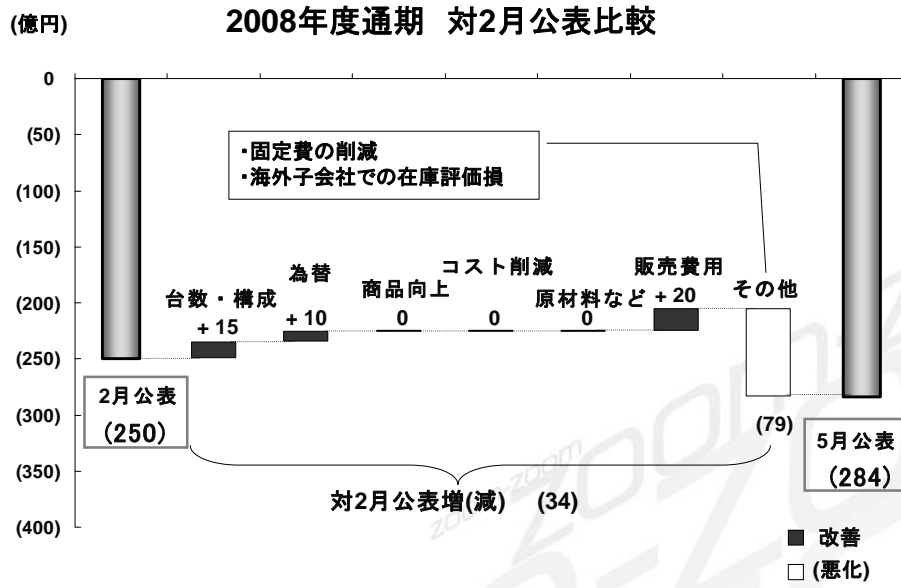 2008年度通期 対2月公表比較
(億円)
0
(50)
(100)
(150)
(200)
(250)
(300)
(350)
(400)
・固定費の削減
・海外子会社での在庫評価損
台数・構成
+ 15
為替
+ 10
商品向上
0
コスト削減
0
原材料など
0
販売費用
+ 20
その他
(79)
2月公表
(250)
5月公表
(284)
対2月公表増(減) (34)
改善
(悪化)
zoom-zoom